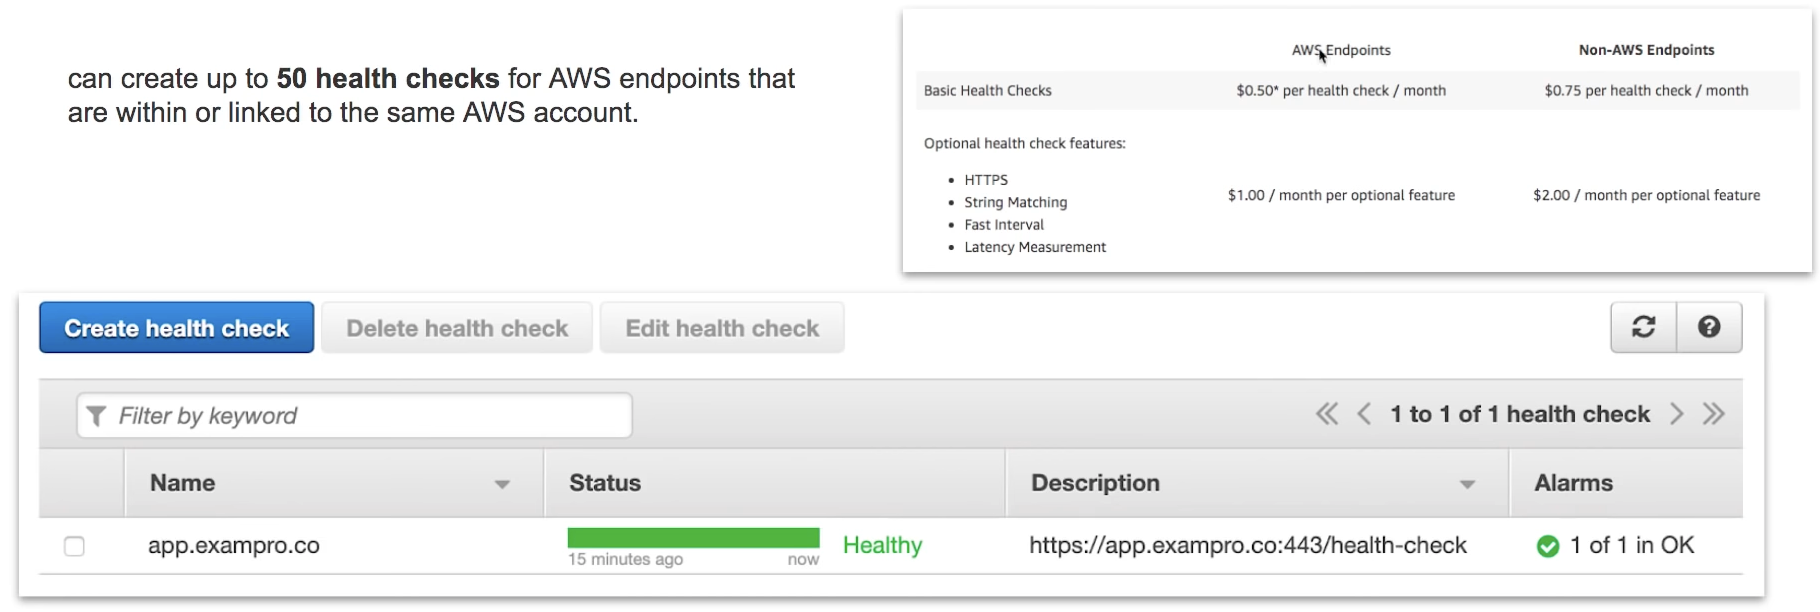 can create up to 50 health checks for AWS endpoints that
are within or linked to the same AWS account.
AWS Endpoints Non-AWS Endpoints
Basic Health Checks $0.50* per health check / month $0.75 per health check / month
Optional health check features:
• HTTPS
• String Matching
$1.00 / month per optional feature $2.00 / month per optional feature
• Fast Interval
• Latency Measurement
Create health check Delete health check Edit health check
Filter by keyword 1 to 1 of 1 health check
Name Status Description Alarms
app.exampro.co Healthy https://app.exampro.co:443/health-check 1 of 1 in OK
15 minutes ago now